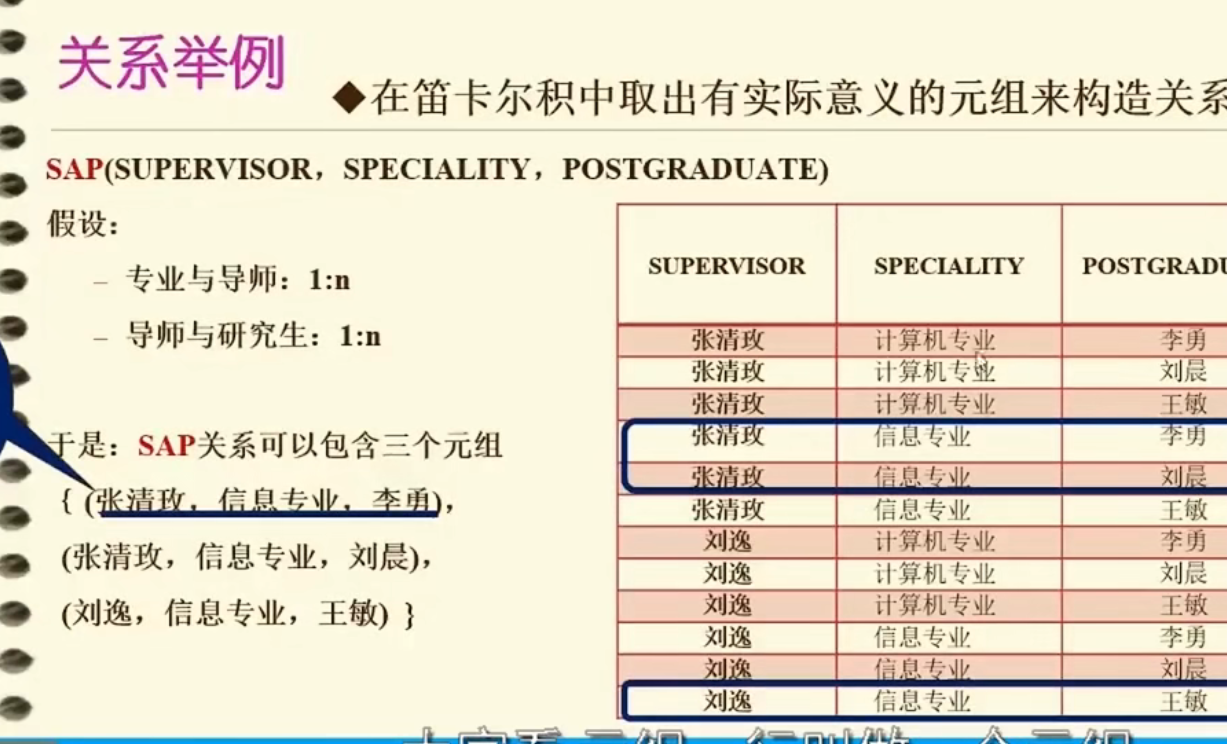 关系举例
◆在笛卡尔积中取出有实际意义的元组来构造关系
SAP(SUPERVISOR，SPECIALITY，POSTGRADUATE)
假设：
– 专业与导师：1:n
– 导师与研究生：1:n
于是：SAP关系可以包含三个元组
{ (张清玫，信息专业，李勇)，
(张清玫，信息专业，刘晨)，
(刘逸，信息专业，王敏) }
SUPERVISOR SPECIALITY POSTGRADU
张清玫 计算机专业 李勇
张清玫 计算机专业 刘晨
张清玫 计算机专业 王敏
张清玫 信息专业 李勇
张清玫 信息专业 刘晨
张清玫 信息专业 王敏
刘逸 计算机专业 李勇
刘逸 计算机专业 刘晨
刘逸 计算机专业 王敏
刘逸 信息专业 李勇
刘逸 信息专业 刘晨
刘逸 信息专业 王敏